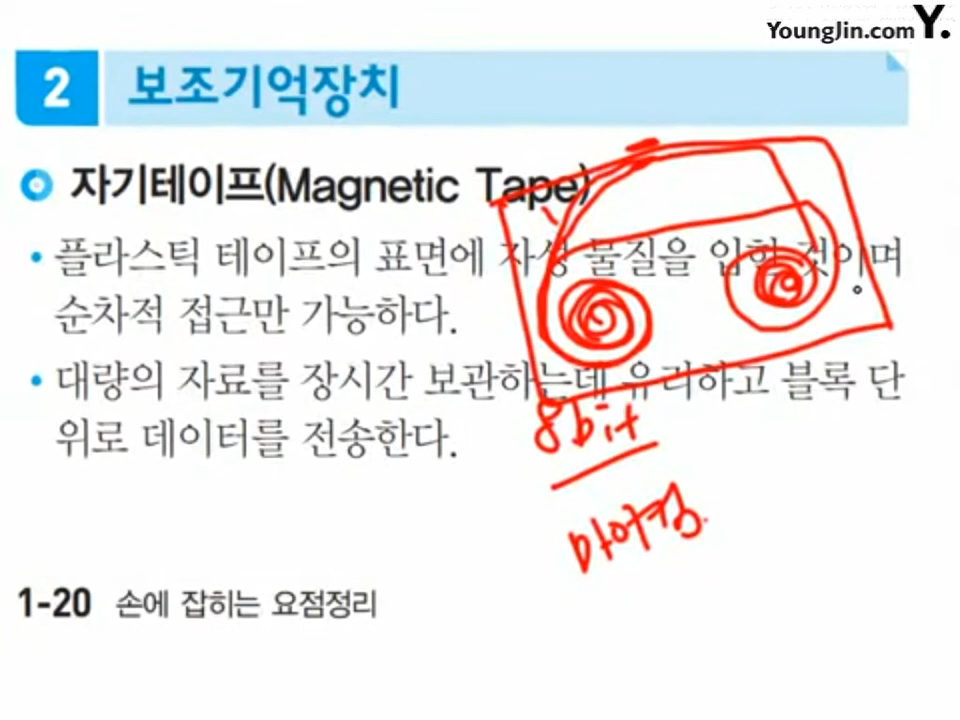 YoungJin.com Y.
2 보조기억장치
자기테이프(Magnetic Tape)
• 플라스틱 테이프의 표면에 자성 물질을 입힌 것이며
순차적 접근만 가능하다.
• 대량의 자료를 장시간 보관하는데 유리하고 블록 단
위로 데이터를 전송한다.
8bit
1-20 손에 잡히는 요점정리